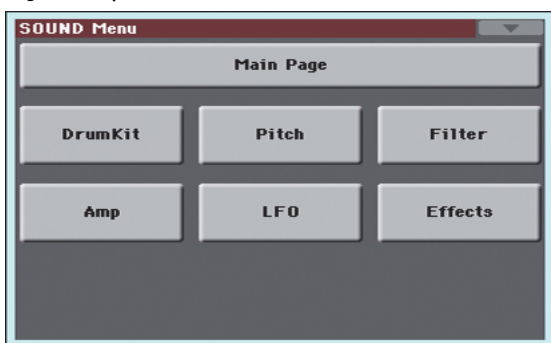 SOUND Menu
Main Page
DrumKit Pitch Filter
Amp LFO Effects